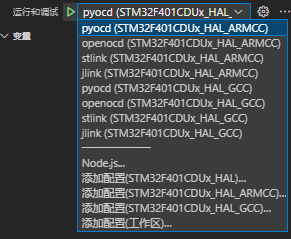 运行和调试
pyocd (STM32F401CDUx_HAL_
变量
pyocd (STM32F401CDUx_HAL_ARMCC)
openocd (STM32F401CDUx_HAL_ARMCC)
stlink (STM32F401CDUx_HAL_ARMCC)
jlink (STM32F401CDUx_HAL_ARMCC)
pyocd (STM32F401CDUx_HAL_GCC)
openocd (STM32F401CDUx_HAL_GCC)
stlink (STM32F401CDUx_HAL_GCC)
jlink (STM32F401CDUx_HAL_GCC)
Node.js...
添加配置(STM32F401CDUx_HAL)...
添加配置(STM32F401CDUx_HAL_ARMCC)...
添加配置(STM32F401CDUx_HAL_GCC)...
添加配置(工作区)...